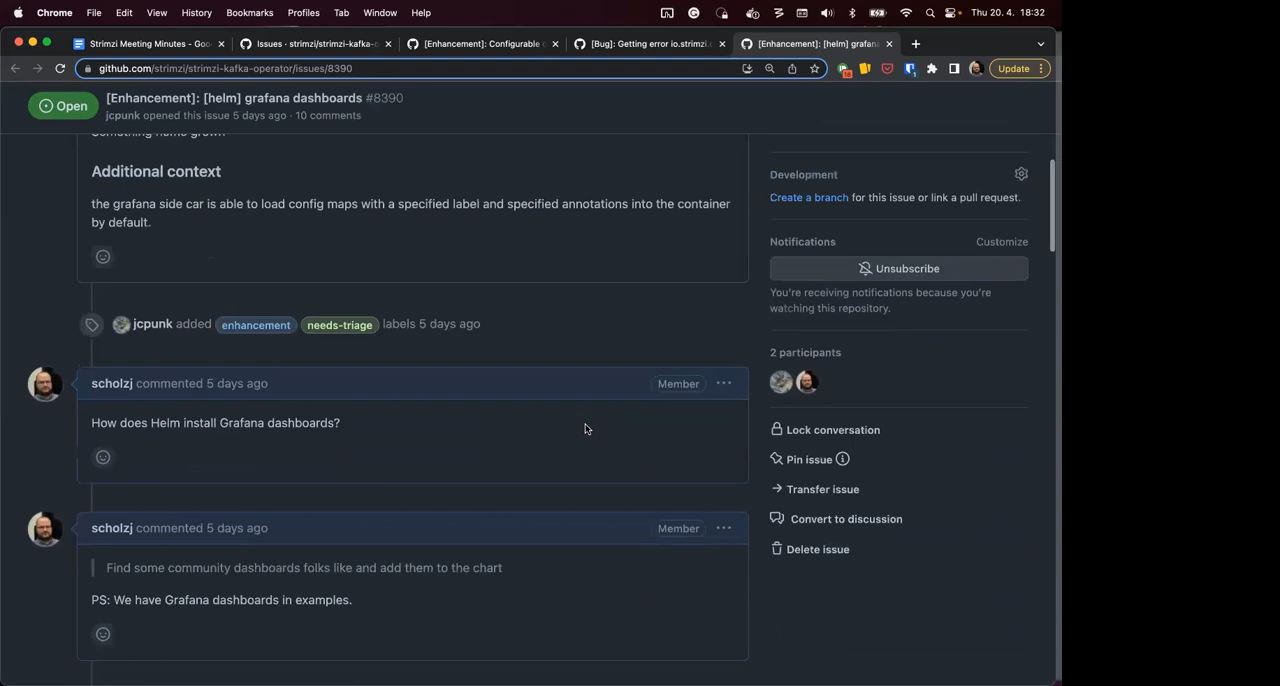 Chrome File Edit View History Bookmarks Profiles Tab Window Help Thu 20. 4. 18:32
Strimzi Meeting Minutes - Goo
Issues · strimzi/strimzi-kafka-o
[Enhancement]: Configurable
[Bug]: Getting error io.strimzi.
[Enhancement]: [helm] grafana
github.com/strimzi/strimzi-kafka-operator/issues/8390
18
Update
Open
[Enhancement]: [helm] grafana dashboards #8390
jcpunk opened this issue 5 days ago · 10 comments
Something home grown
Additional context
the grafana side car is able to load config maps with a specified label and specified annotations into the container
by default.
jcpunk added enhancement needs-triage labels 5 days ago
scholzj commented 5 days ago
Member
How does Helm install Grafana dashboards?
scholzj commented 5 days ago
Member
Find some community dashboards folks like and add them to the chart
PS: We have Grafana dashboards in examples.
Development
Create a branch for this issue or link a pull request.
Notifications
Customize
Unsubscribe
You're receiving notifications because you're
watching this repository.
2 participants
Lock conversation
Pin issue
Transfer issue
Convert to discussion
Delete issue